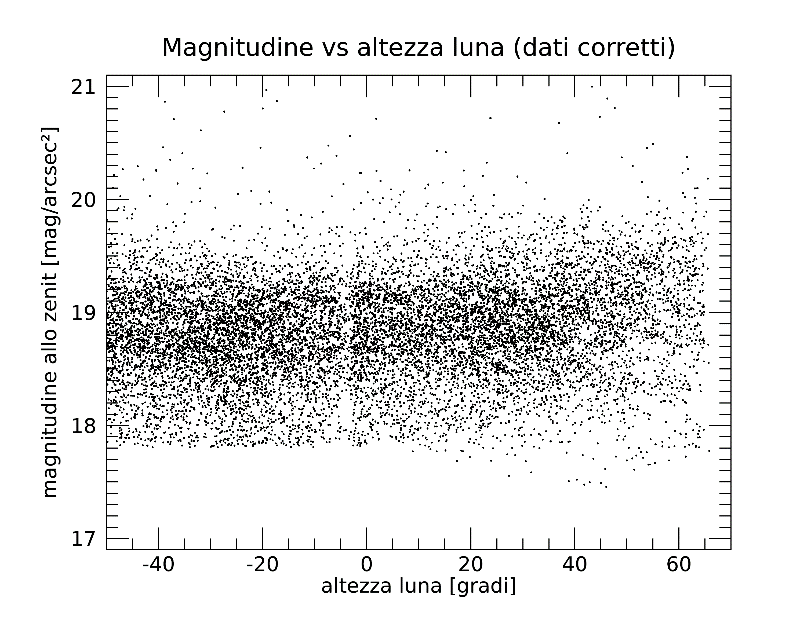 Magnitudine vs altezza luna (dati corretti)
21
20
19
18
17
magnitudine allo zenit [mag/arcsec²]
-40 -20 0 20 40 60
altezza luna [gradi]